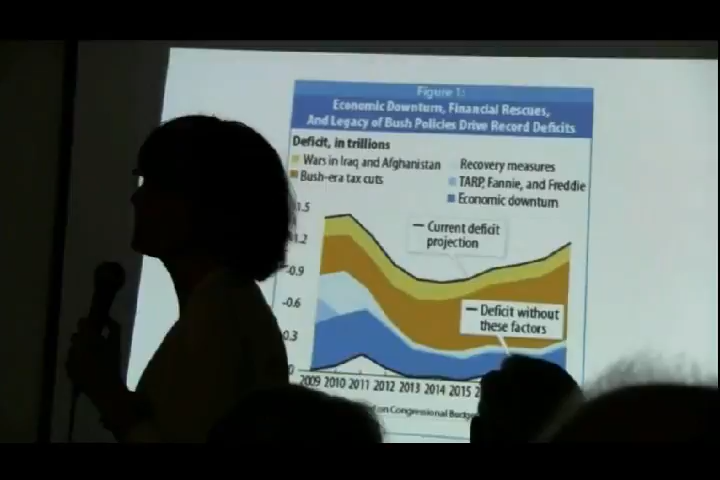 Figure 1:
Economic Downturn, Financial Rescues,
And Legacy of Bush Policies Drive Record Deficits
Deficit, in trillions
Wars in Iraq and Afghanistan
Bush-era tax cuts
Recovery measures
TARP, Fannie, and Freddie
Economic downturn
1.5
1.2
0.9
0.6
0.3
0
Current deficit
projection
Deficit without
these factors
2009 2010 2011 2012 2013 2014 2015
on Congressional